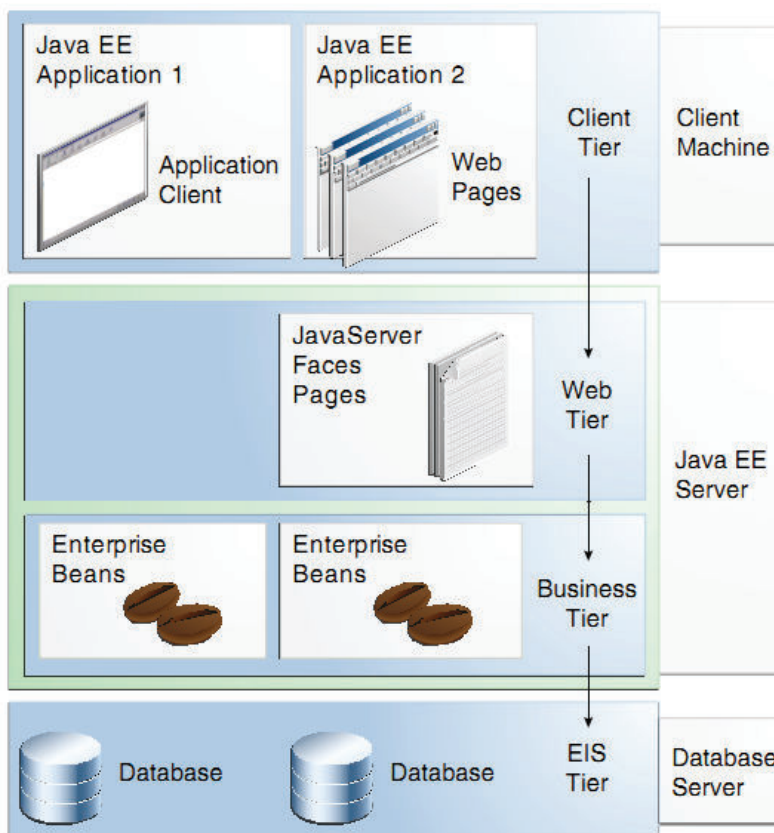 Java EE
Application 1
Application
Client
Java EE
Application 2
Web
Pages
Client
Tier
Client
Machine
JavaServer
Faces
Pages
Web
Tier
Java EE
Server
Enterprise
Beans
Enterprise
Beans
Business
Tier
Database
Database
EIS
Tier
Database
Server